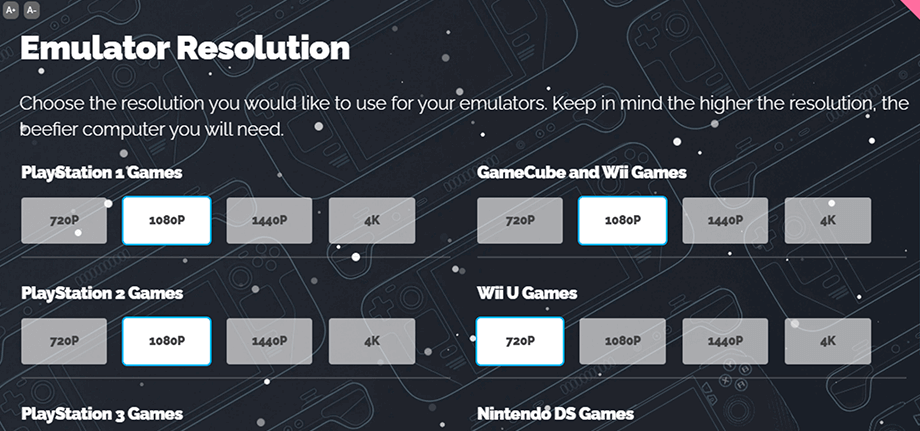 A+ A-
Emulator Resolution
Choose the resolution you would like to use for your emulators. Keep in mind the higher the resolution, the
beefier computer you will need.
PlayStation 1 Games
720P 1080P 1440P 4K
GameCube and Wii Games
720P 1080P 1440P 4K
PlayStation 2 Games
720P 1080P 1440P 4K
Wii U Games
720P 1080P 1440P 4K
PlayStation 3 Games
Nintendo DS Games